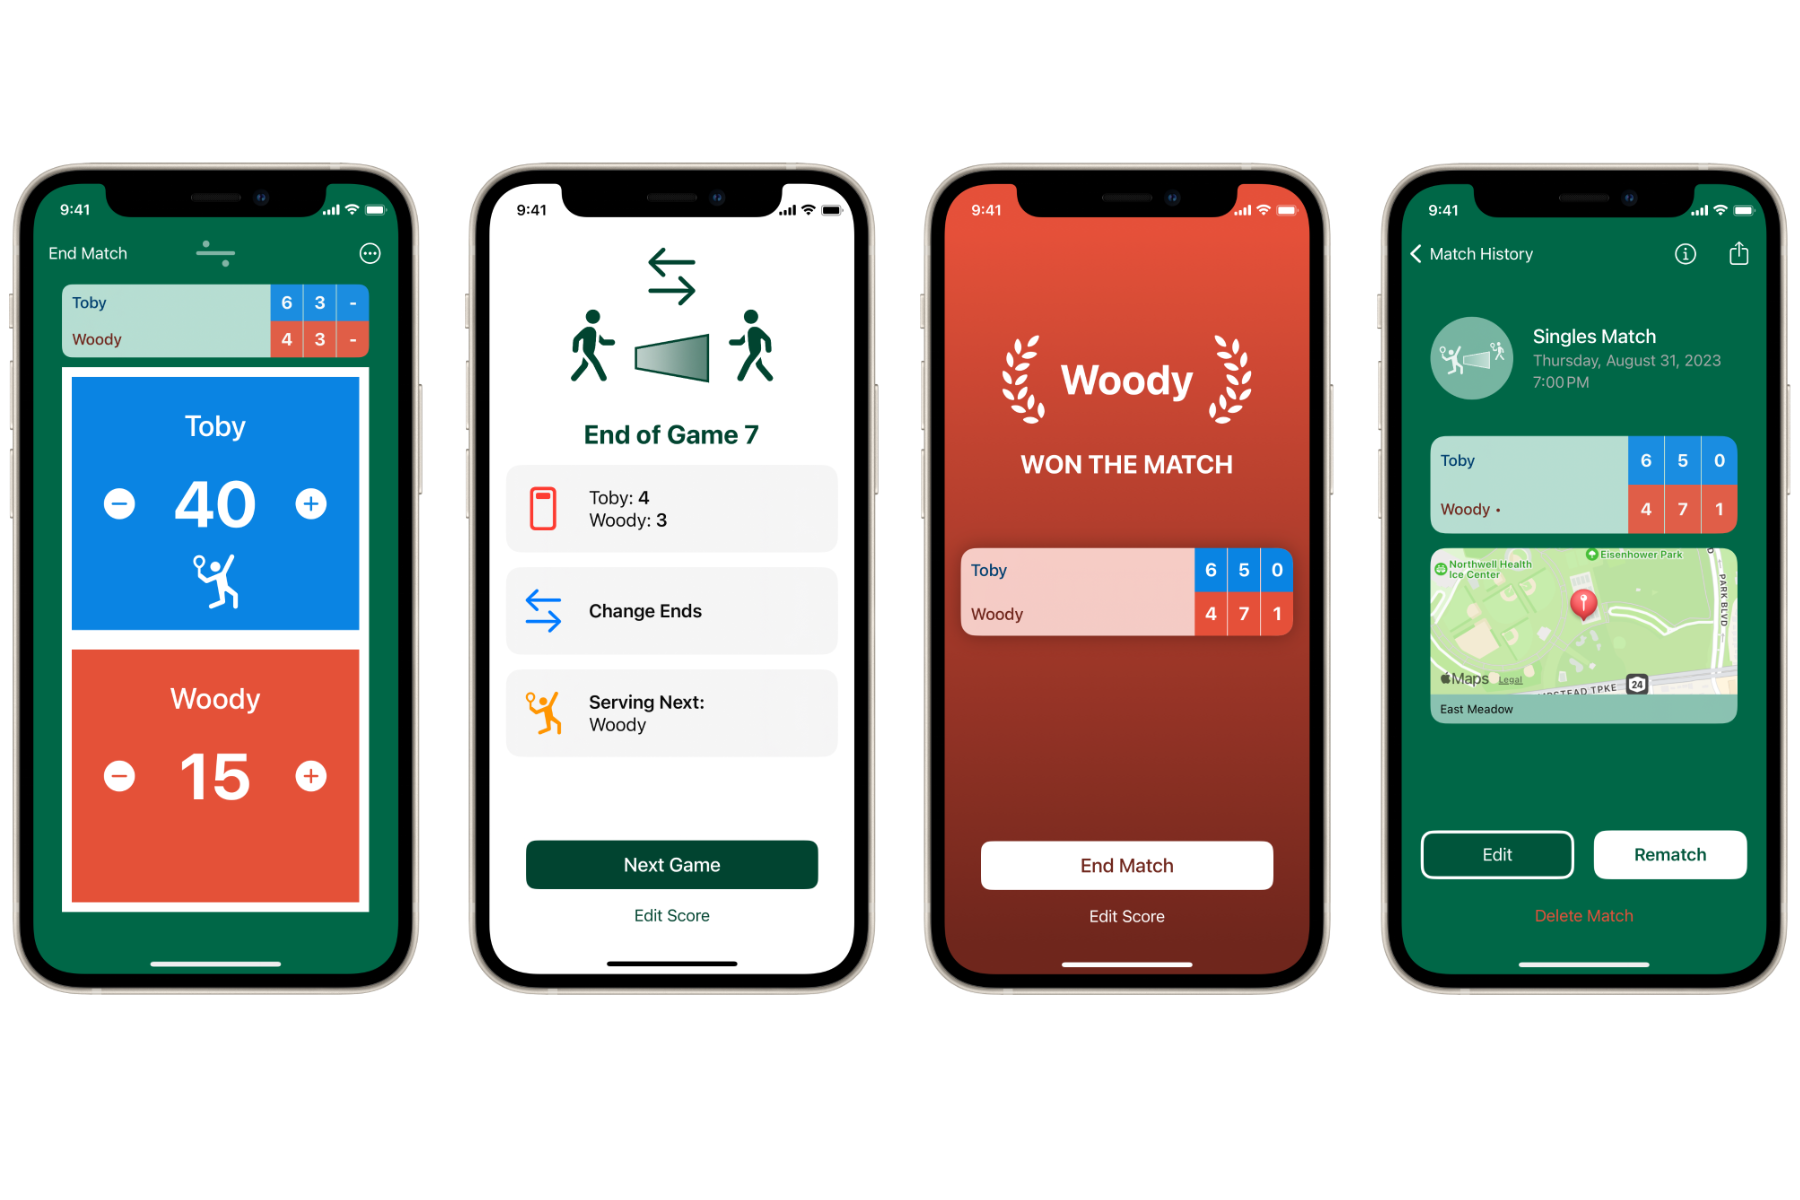 9:41
End Match
Toby 6 3 -
Woody 4 3 -
Toby
40
Woody
15
9:41
End of Game 7
Toby: 4
Woody: 3
Change Ends
Serving Next:
Woody
Next Game
Edit Score
9:41
Woody
WON THE MATCH
Toby 6 5 0
Woody 4 7 1
End Match
Edit Score
9:41
Match History
Singles Match
Thursday, August 31, 2023
7:00 PM
Toby 6 5 0
Woody • 4 7 1
Eisenhower Park
Northwell Health
Ice Center
PARK BLVD
Maps Legal
24
TEAD TPKE
East Meadow
Edit
Rematch
Delete Match